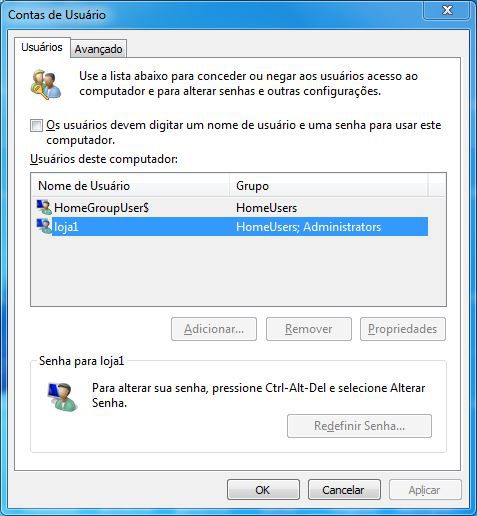 Contas de Usuário
Usuários Avançado
Use a lista abaixo para conceder ou negar aos usuários acesso ao
computador e para alterar senhas e outras configurações.
Os usuários devem digitar um nome de usuário e uma senha para usar este
computador.
Usuários deste computador:
Nome de Usuário Grupo
HomeGroupUser$ HomeUsers
loja1 HomeUsers; Administrators
Adicionar... Remover Propriedades
Senha para loja1
Para alterar sua senha, pressione Ctrl-Alt-Del e selecione Alterar
Senha.
Redefinir Senha...
OK Cancelar Aplicar